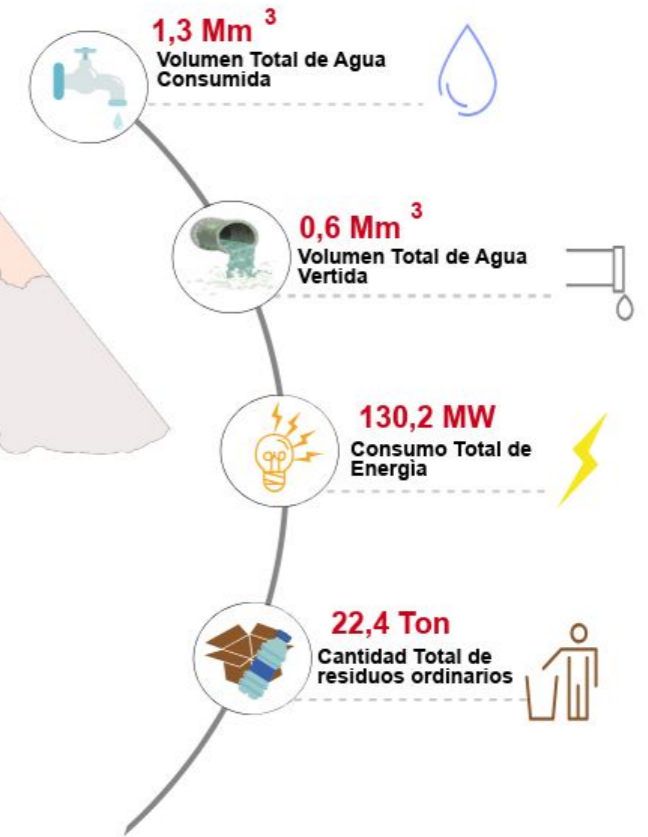 1,3 Mm 3
Volumen Total de Agua
Consumida
0,6 Mm 3
Volumen Total de Agua
Vertida
130,2 MW
Consumo Total de
Energìa
22,4 Ton
Cantidad Total de
residuos ordinarios